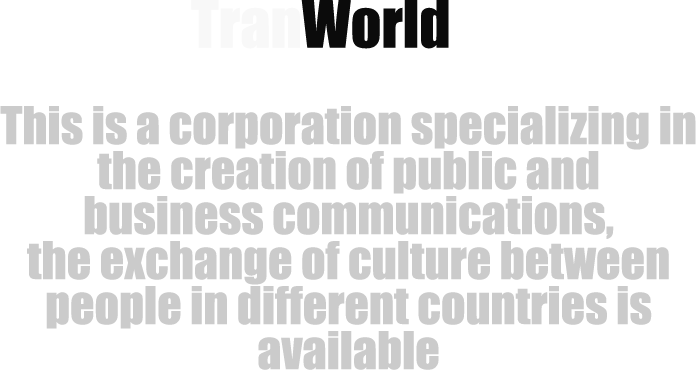 TranWorld
This is a corporation specializing in
the creation of public and
business communications,
the exchange of culture between
people in different countries is
available